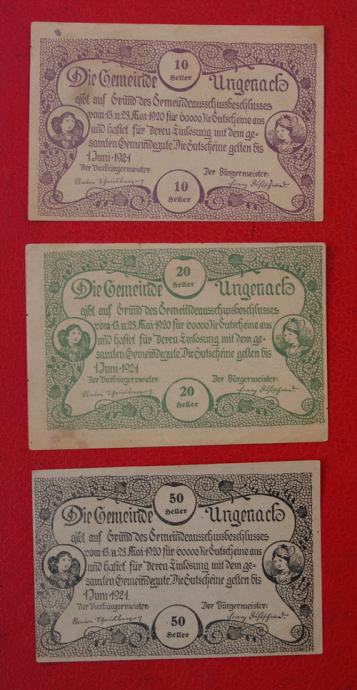 10
Heller
Die Gemeinde Ungenach
gibt auf Grund des Gemeindeausschussbeschlusses
vom 13. u. 23. Mai 1920 für 60000 Kr Gutscheine aus
und haftet für deren Einlösung mit dem ge-
samten Gemeindegute. Die Gutscheine gelten bis
1. Juni 1921
Der Vizebürgermeister: Der Bürgermeister:
10
Heller
20
Heller
Die Gemeinde Ungenach
gibt auf Grund des Gemeindeausschussbeschlusses
vom 13. u. 23. Mai 1920 für 60000 Kr Gutscheine aus
und haftet für deren Einlösung mit dem ge-
samten Gemeindegute. Die Gutscheine gelten bis
1. Juni 1921
Der Vizebürgermeister: Der Bürgermeister:
20
Heller
50
Heller
Die Gemeinde Ungenach
gibt auf Grund des Gemeindeausschussbeschlusses
vom 13. u. 23. Mai 1920 für 60000 Kr Gutscheine aus
und haftet für deren Einlösung mit dem ge-
samten Gemeindegute. Die Gutscheine gelten bis
1. Juni 1921.
Der Vizebürgermeister: Der Bürgermeister:
50
Heller